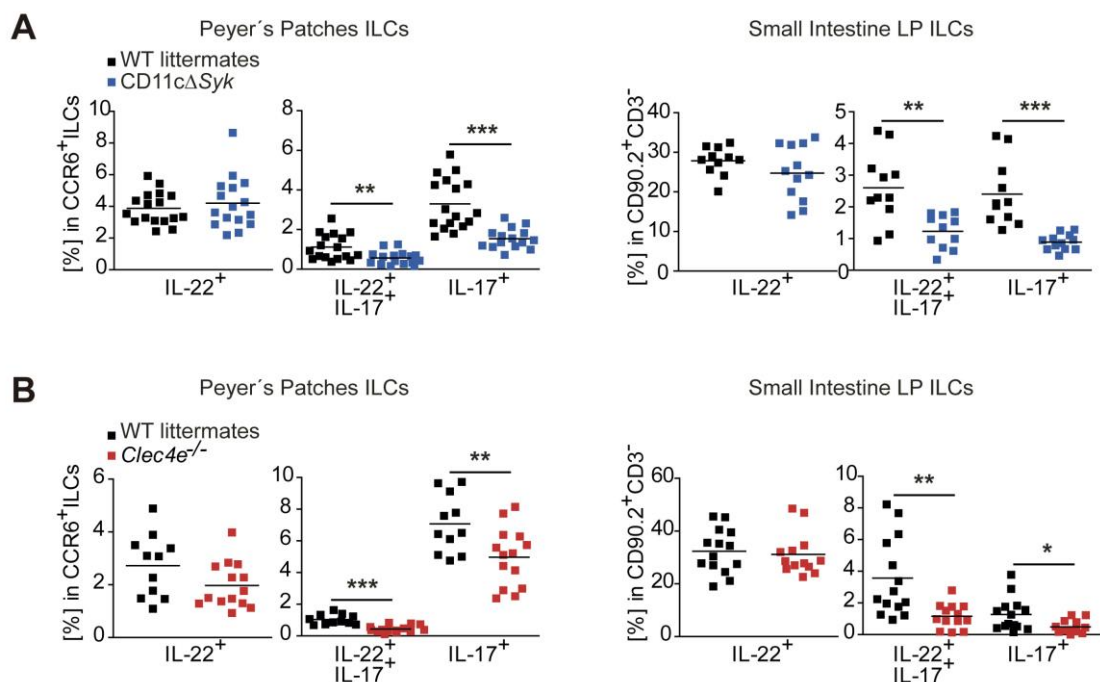 A
Peyer´s Patches ILCs
WT littermates
CD11cΔSyk
[%] in CCR6+ILCs
10
8
6
4
2
0
IL-22+
8
6
4
2
0
**
***
IL-22+
IL-17+
IL-17+
Small Intestine LP ILCs
[%] in CD90.2+CD3-
40
30
20
10
0
IL-22+
5
4
3
2
1
0
**
***
IL-22+
IL-17+
IL-17+
B
Peyer´s Patches ILCs
WT littermates
Clec4e-/-
[%] in CCR6+ILCs
6
4
2
0
IL-22+
10
8
6
4
2
0
***
**
IL-22+
IL-17+
IL-17+
Small Intestine LP ILCs
[%] in CD90.2+CD3-
60
40
20
0
IL-22+
10
8
6
4
2
0
**
*
IL-22+
IL-17+
IL-17+